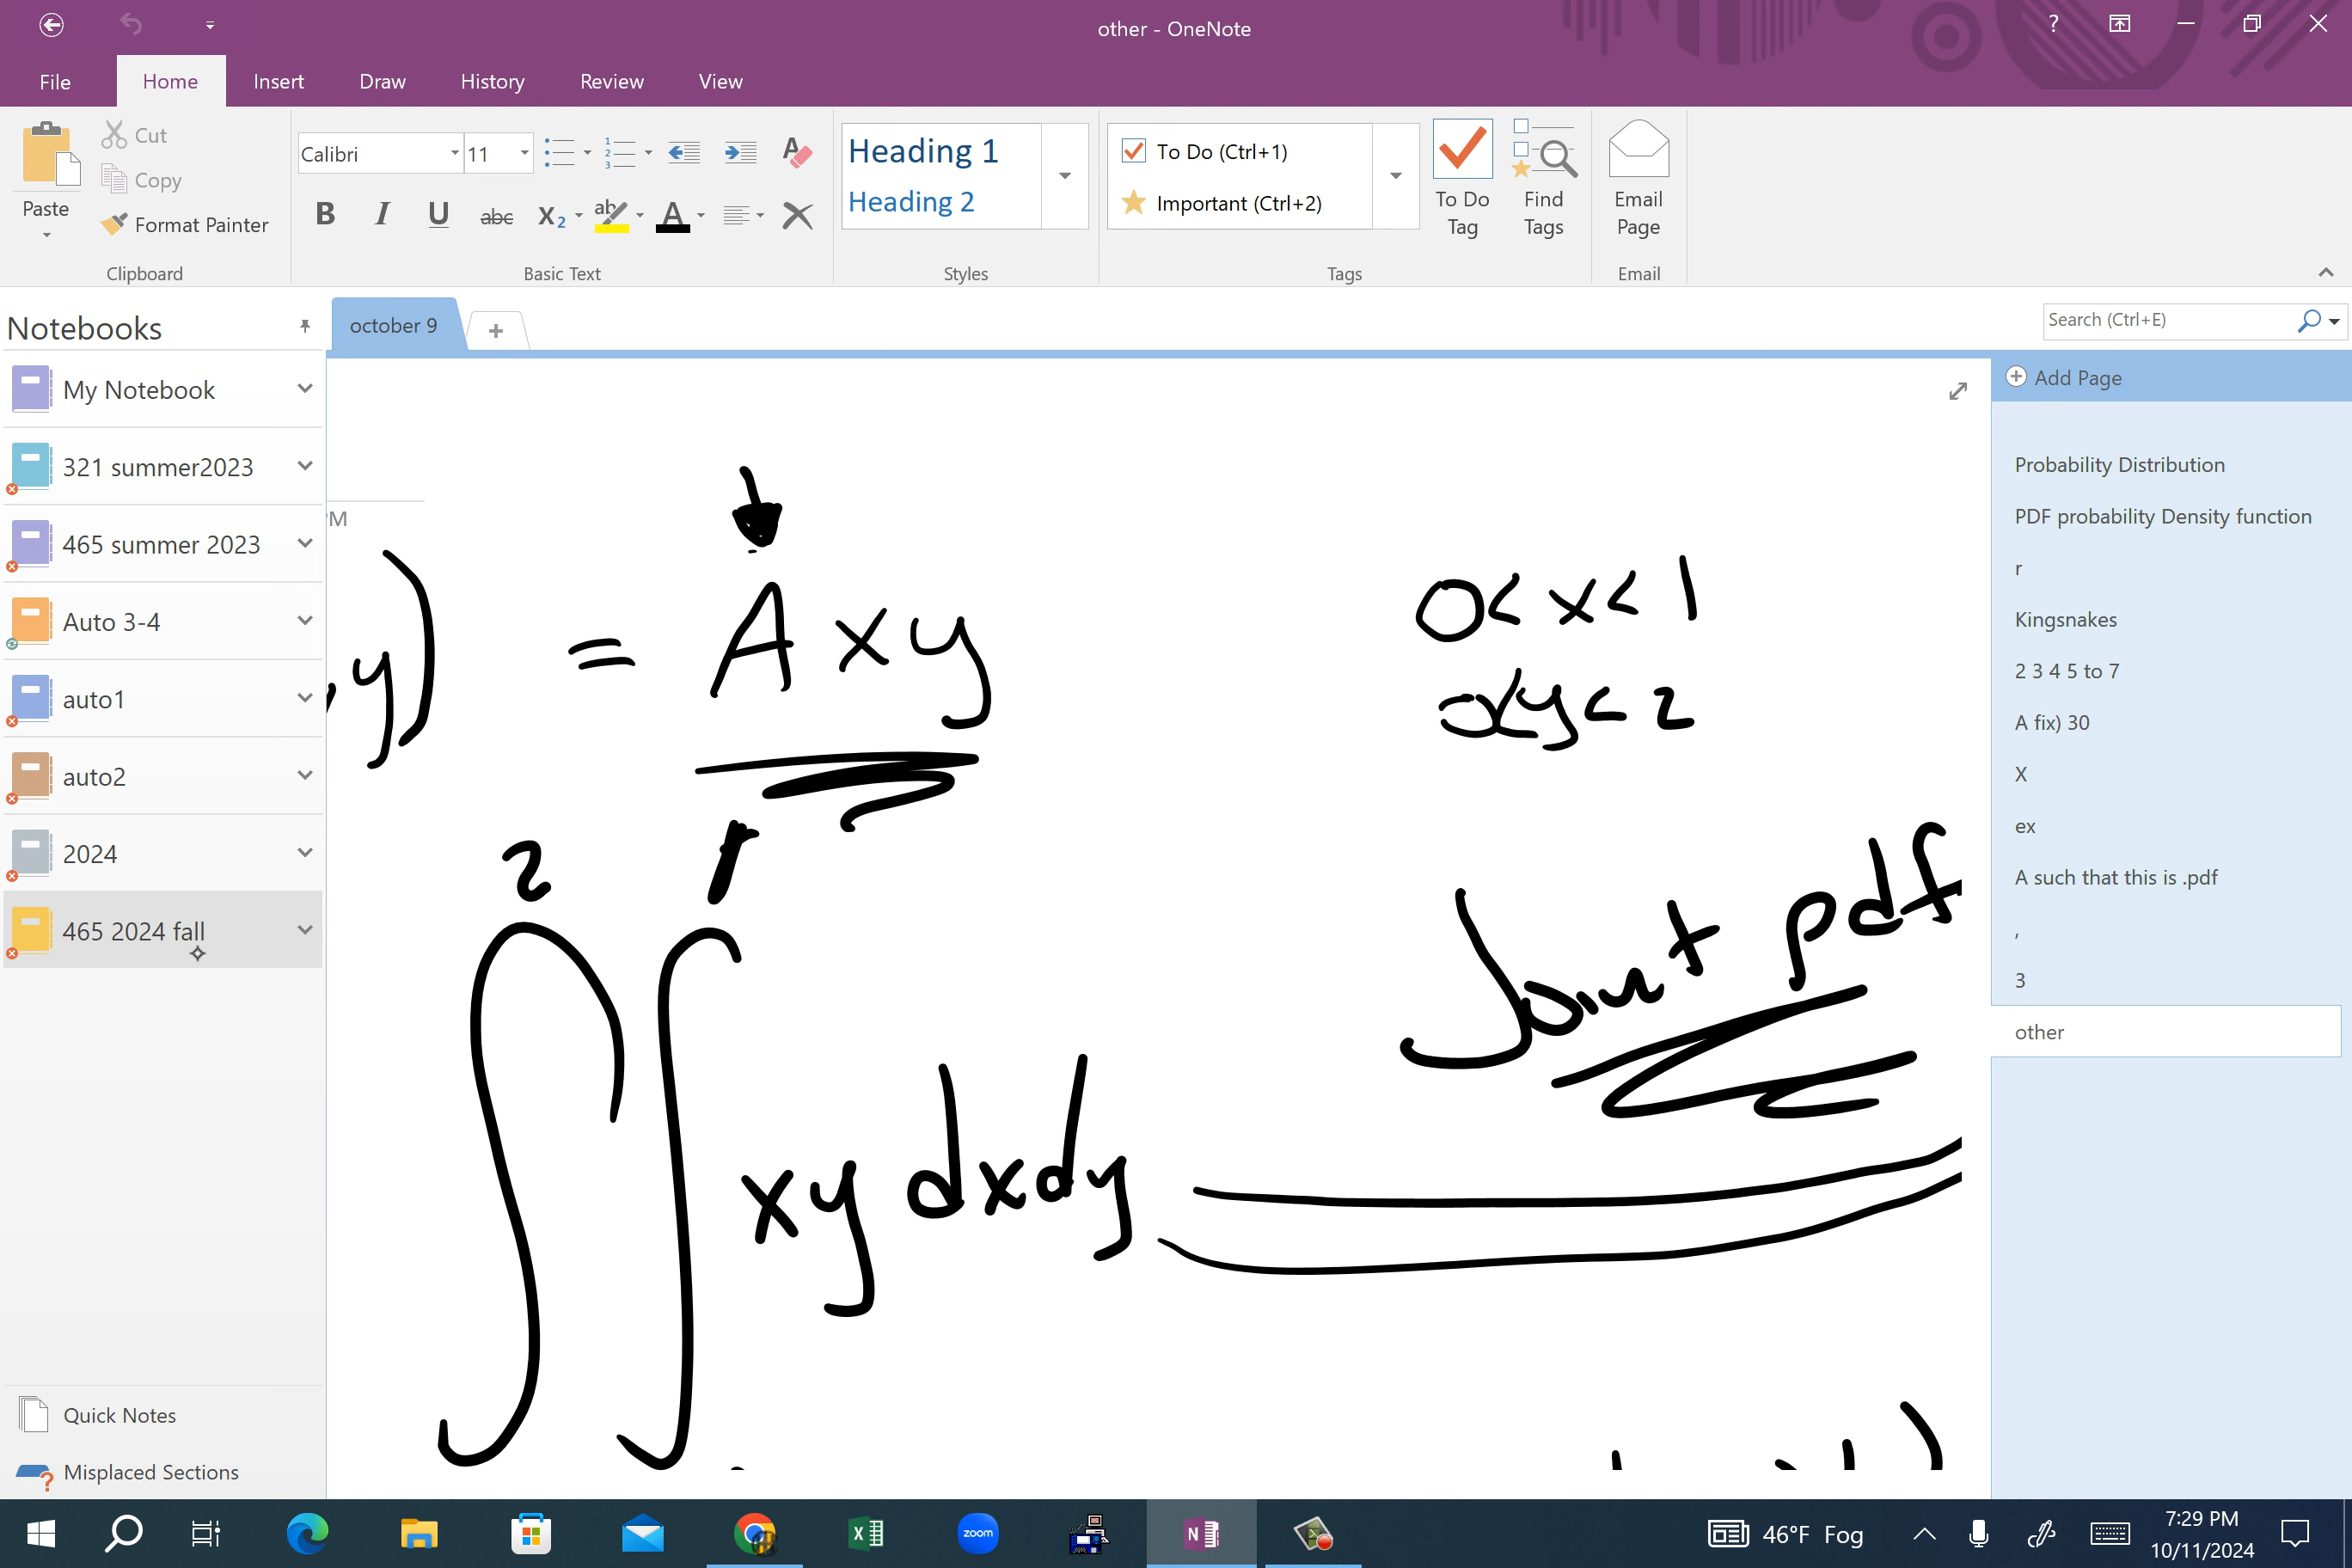 other - OneNote
?
File
Home
Insert
Draw
History
Review
View
Paste
Cut
Copy
Format Painter
Clipboard
Calibri
11
B
I
U
abc
X2
ab
A
Basic Text
Heading 1
Heading 2
Styles
To Do (Ctrl+1)
Important (Ctrl+2)
Tags
To Do
Tag
Find
Tags
Email
Page
Email
Notebooks
My Notebook
321 summer2023
465 summer 2023
Auto 3-4
auto1
auto2
2024
465 2024 fall
Quick Notes
Misplaced Sections
october 9
+
Search (Ctrl+E)
PM
,y) = A x y
0< x < 1
0<y< 2
2 1
∫ ∫ xy dxdy
Joint pdf
Add Page
Probability Distribution
PDF probability Density function
r
Kingsnakes
2 3 4 5 to 7
A fix) 30
X
ex
A such that this is .pdf
,
3
other
zoom
46°F Fog
7:29 PM
10/11/2024